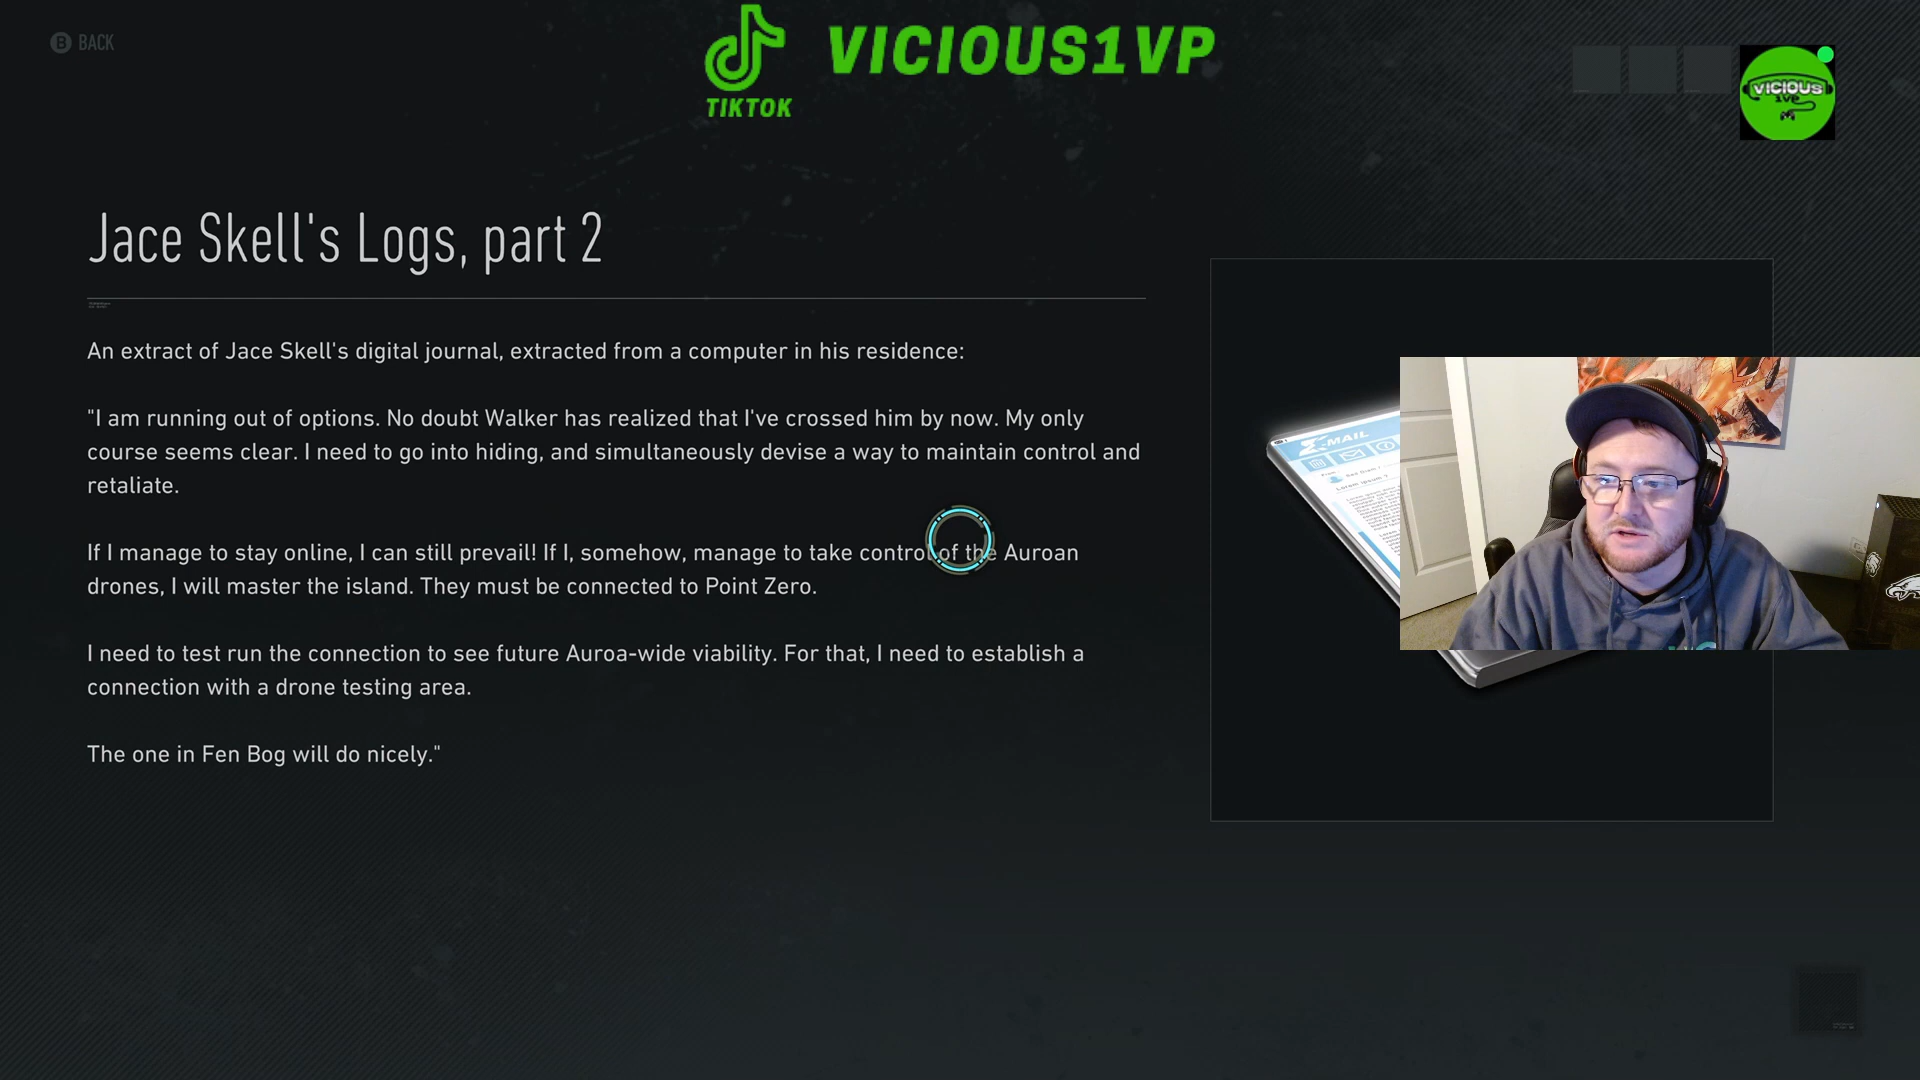 B BACK
VICIOUS1VP
TIKTOK
VICIOUS
1VP
Jace Skell's Logs, part 2
An extract of Jace Skell's digital journal, extracted from a computer in his residence:
"I am running out of options. No doubt Walker has realized that I've crossed him by now. My only
course seems clear. I need to go into hiding, and simultaneously devise a way to maintain control and
retaliate.
If I manage to stay online, I can still prevail! If I, somehow, manage to take control of the Auroan
drones, I will master the island. They must be connected to Point Zero.
I need to test run the connection to see future Auroa-wide viability. For that, I need to establish a
connection with a drone testing area.
The one in Fen Bog will do nicely."
-MAIL
Lorem ipsum ?